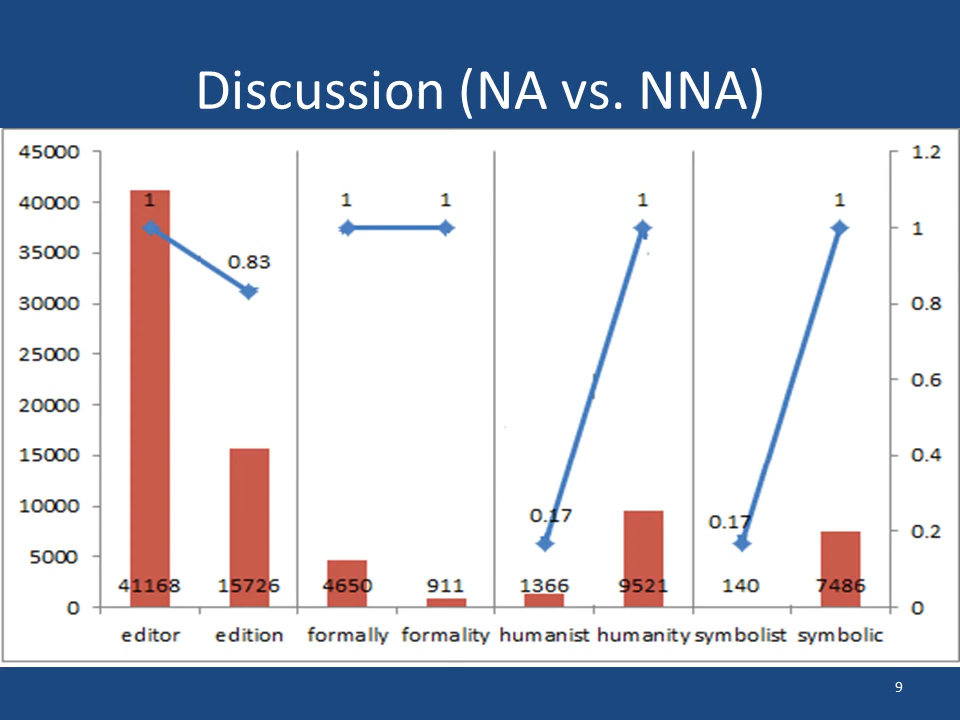 Discussion (NA vs. NNA)
45000 1.2
40000 1 1 1 1 1 1
35000 0.83
30000 0.8
25000
20000 0.6
15000 0.4
10000 0.17 0.17 0.2
5000 41168 15726 4650 911 1366 9521 140 7486
0 0
editor edition formally formality humanist humanity symbolist symbolic
9